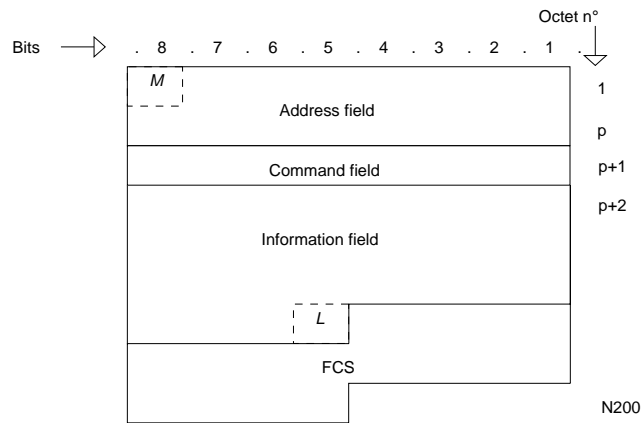 Octet n°
Bits . 8 . 7 . 6 . 5 . 4 . 3 . 2 . 1 .
M
1
Address field
p
Command field
p+1
p+2
Information field
L
FCS
N200